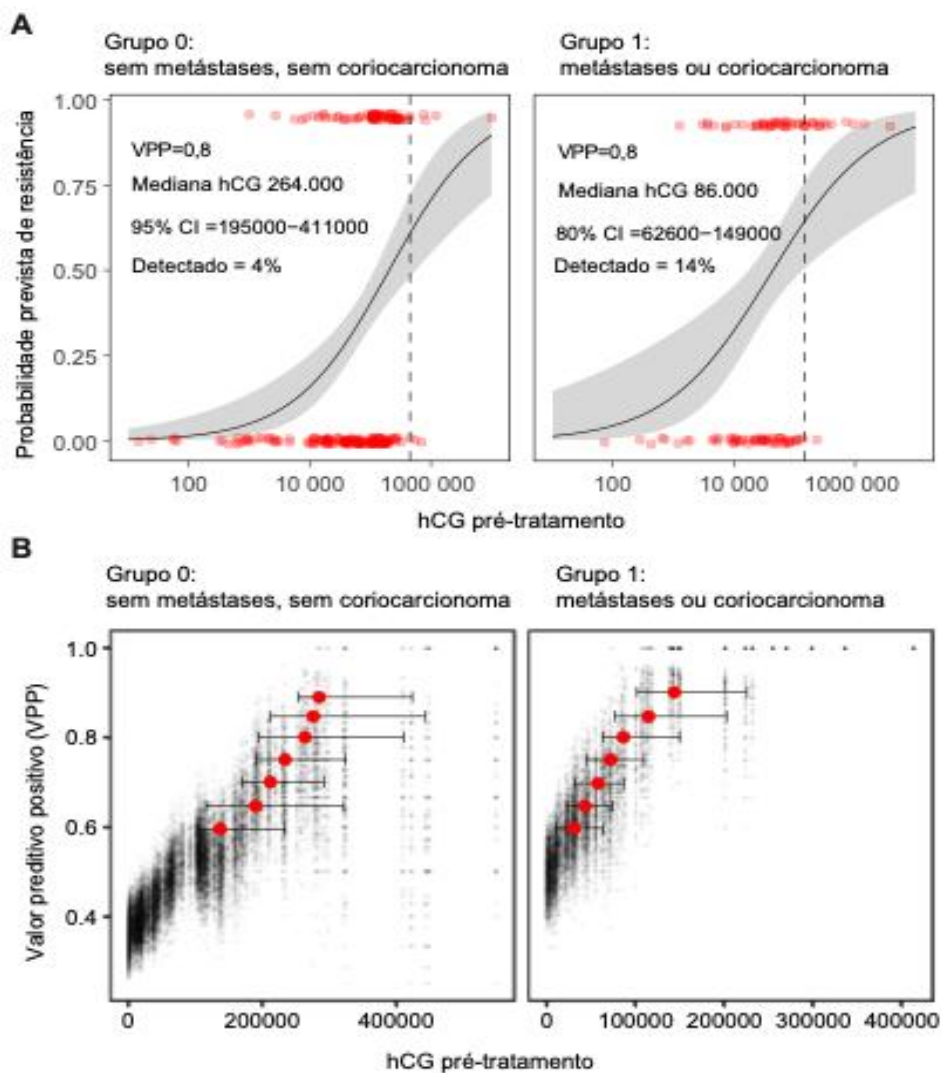 A
Grupo 0:
sem metástases, sem coriocarcionoma
Grupo 1:
metástases ou coriocarcionoma
Probabilidade prevista de resistência
1.00
0.75
0.50
0.25
0.00
VPP=0,8
Mediana hCG 264.000
95% CI =195000−411000
Detectado = 4%
VPP=0,8
Mediana hCG 86.000
80% CI =62600−149000
Detectado = 14%
100 10 000 1000 000
100 10 000 1000 000
hCG pré-tratamento
B
Grupo 0:
sem metástases, sem coriocarcionoma
Grupo 1:
metástases ou coriocarcionoma
Valor preditivo positivo (VPP)
1.0
0.8
0.6
0.4
0 200000 400000
0 100000 200000 300000 400000
hCG pré-tratamento